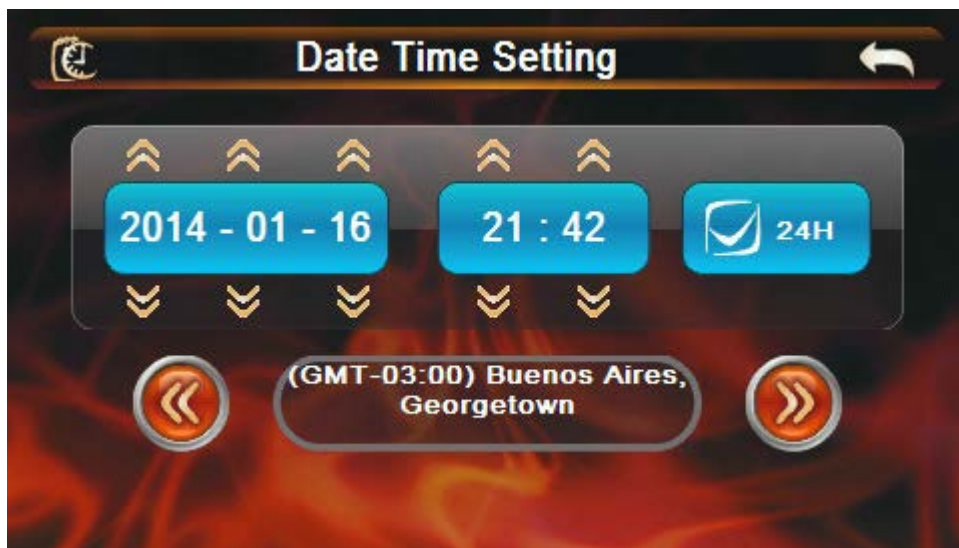 Date Time Setting
2014 - 01 - 16 21 : 42 24H
(GMT-03:00) Buenos Aires,
Georgetown